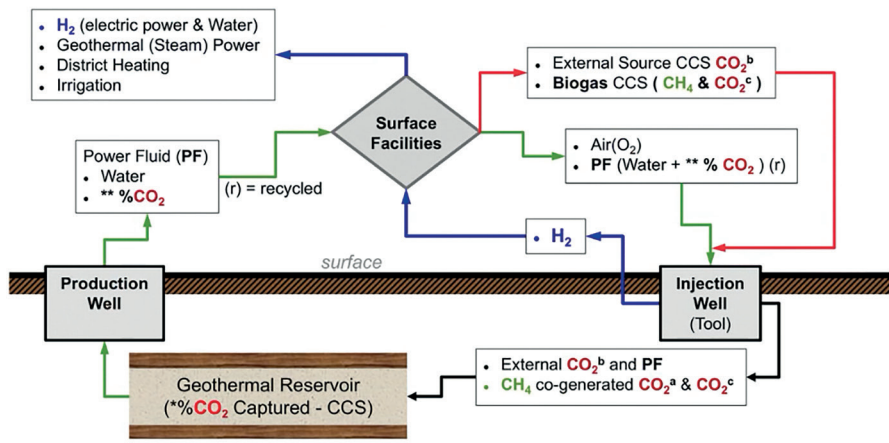 • H₂ (electric power & Water)
• Geothermal (Steam) Power
• District Heating
• Irrigation
Surface
Facilities
• External Source CCS CO₂ᵇ
• Biogas CCS ( CH₄ & CO₂ᶜ )
Power Fluid (PF)
• Water
• ** %CO₂
(r) = recycled
• Air(O₂)
• PF (Water + ** % CO₂ ) (r)
• H₂
surface
Production
Well
Injection
Well
(Tool)
Geothermal Reservoir
(*%CO₂ Captured - CCS)
• External CO₂ᵇ and PF
• CH₄ co-generated CO₂ᵃ & CO₂ᶜ